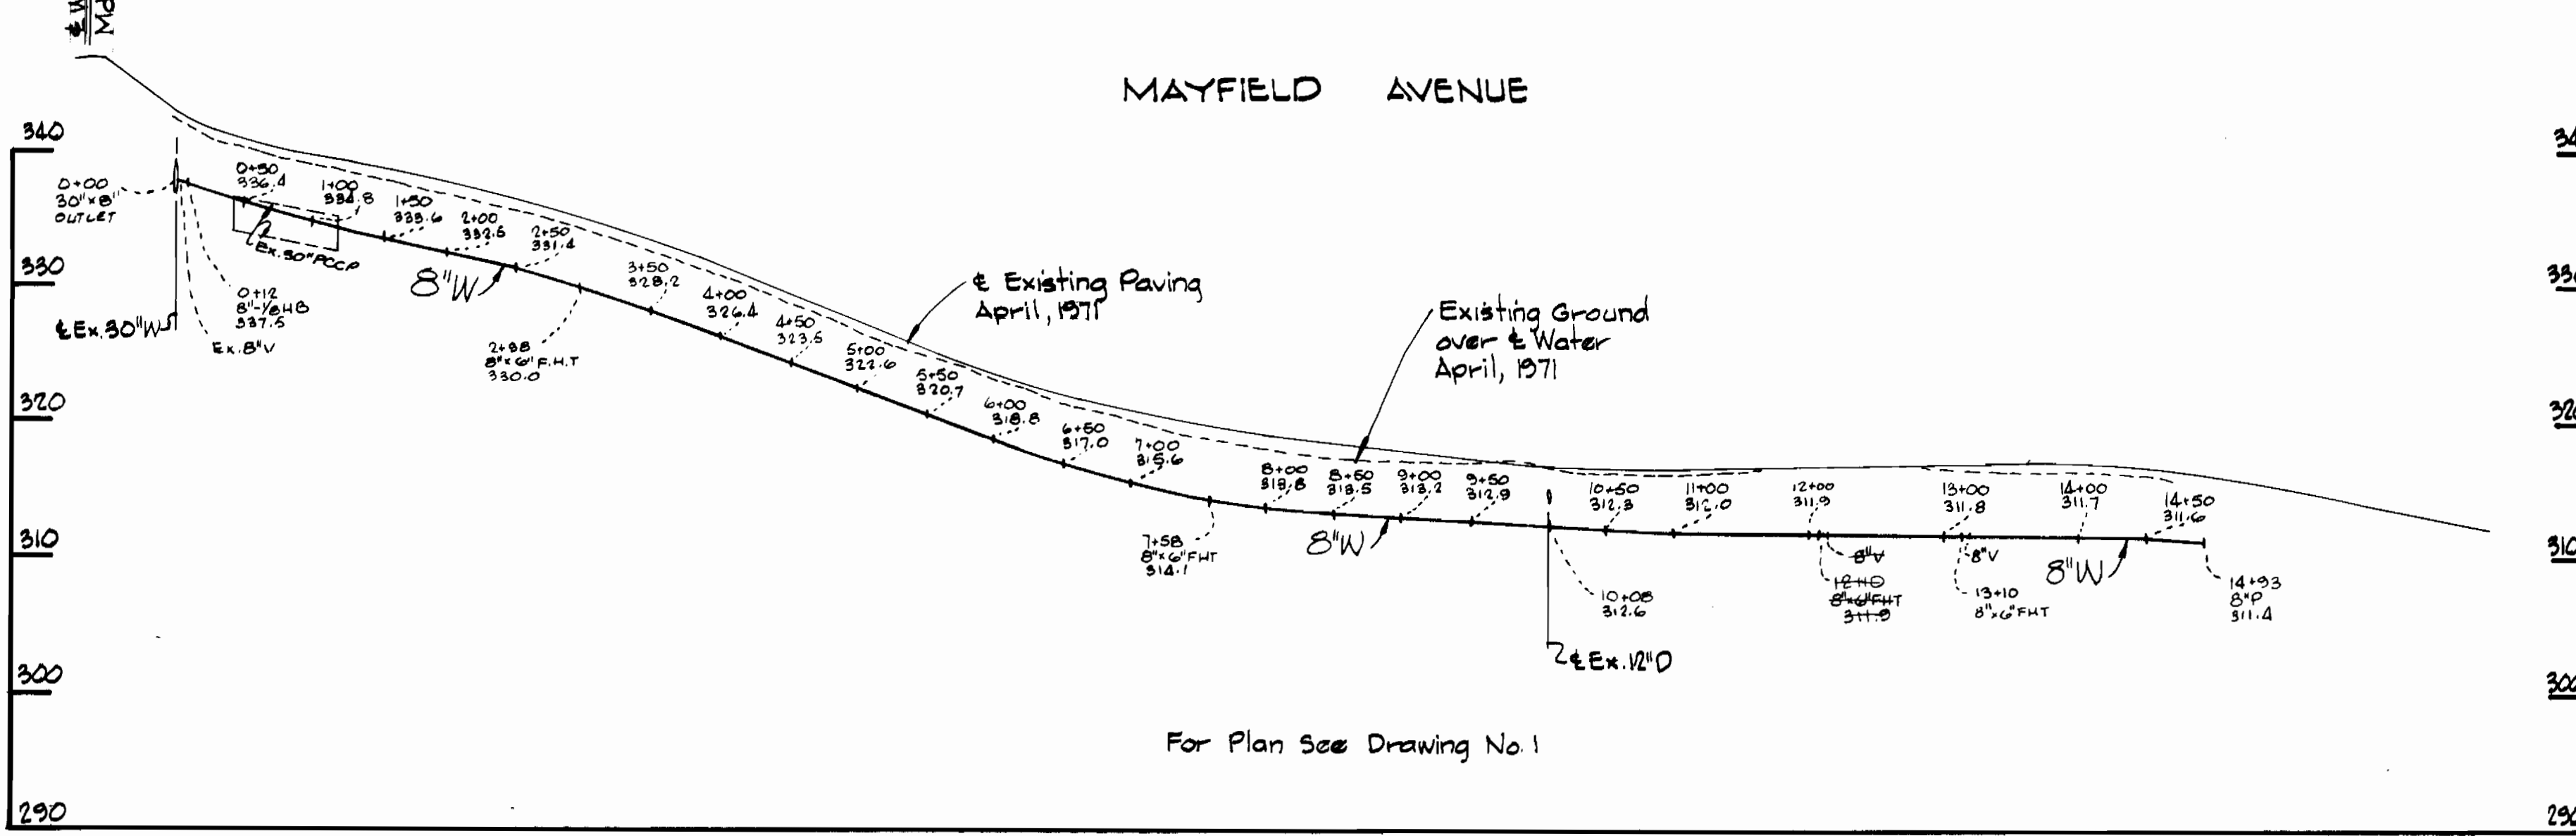 MAYFIELD AVENUE
340
330
320
310
300
290
0+00
30"x8"
OUTLET
0+50
336.4
1+00
334.8
1+50
333.6
2+00
332.5
2+50
331.4
Ex.30"PCCP
0+12
8"-1/8HB
337.5
Ex.8"V
℄Ex.30"W
8"W
2+98
8"x6"F.H.T
330.0
3+50
328.2
4+00
326.4
4+50
323.5
5+00
322.6
5+50
320.7
6+00
318.8
6+50
317.0
7+00
315.6
℄ Existing Paving
April, 1971
Existing Ground
over ℄ Water
April, 1971
7+58
8"x6"FHT
314.1
8+00
313.8
8+50
313.5
9+00
313.2
9+50
312.9
8"W
10+08
312.6
℄Ex.12"D
10+50
312.3
11+00
312.0
12+00
311.9
8"V
12+10
8"x6"FHT
311.9
13+00
311.8
8"V
13+10
8"x6"FHT
14+00
311.7
8"W
14+50
311.6
14+93
8"P
311.4
For Plan See Drawing No. 1
310